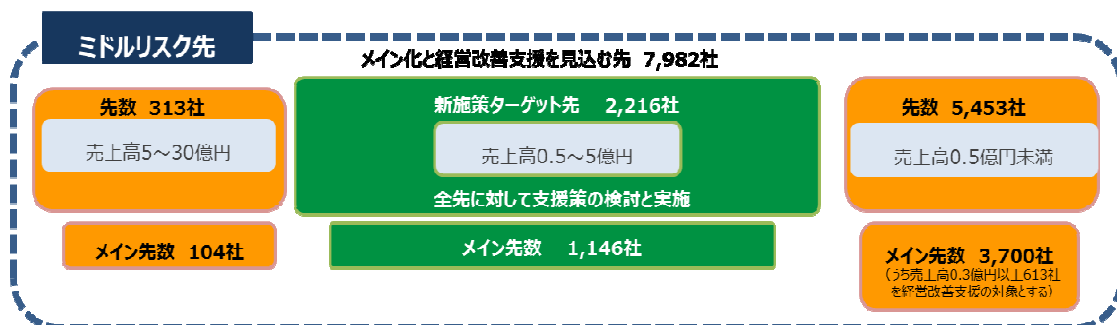 ミドルリスク先
メイン化と経営改善支援を見込む先 7,982社
先数 313社
売上高5～30億円
メイン先数 104社
新施策ターゲット先 2,216社
売上高0.5～5億円
全先に対して支援策の検討と実施
メイン先数 1,146社
先数 5,453社
売上高0.5億円未満
メイン先数 3,700社
（うち売上高0.3億円以上613社
を経営改善支援の対象とする）